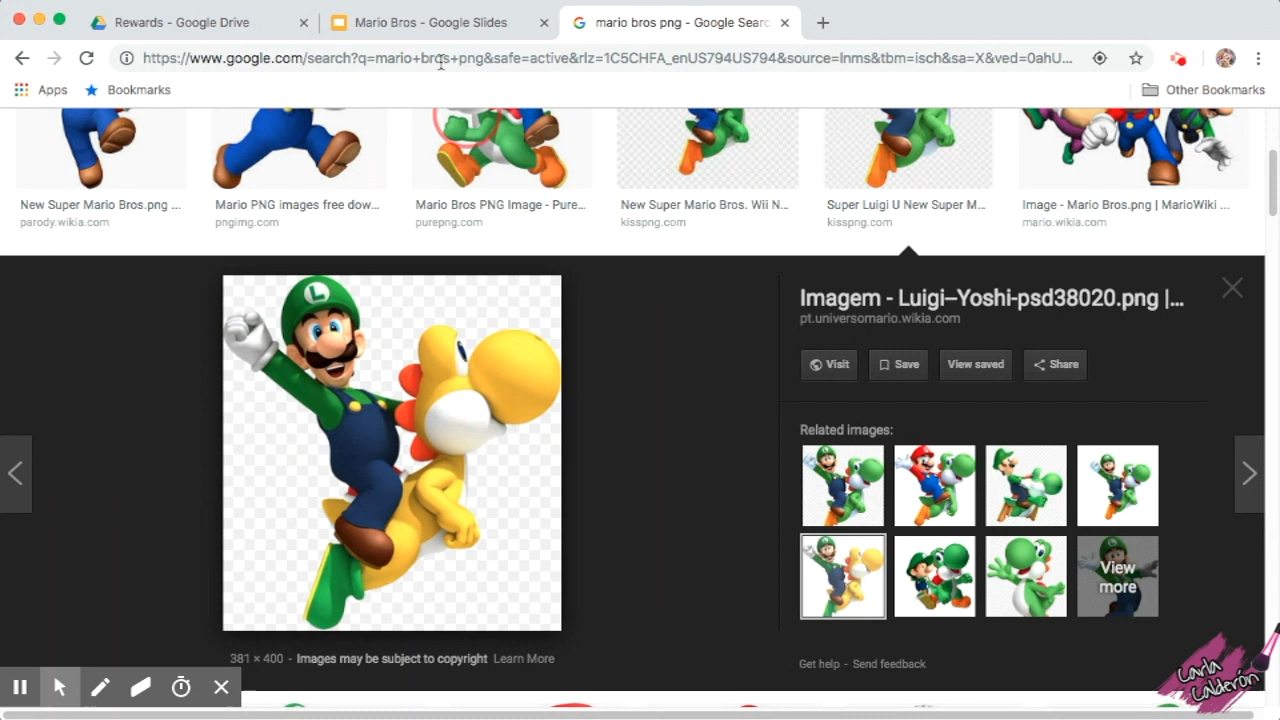 Rewards - Google Drive
Mario Bros - Google Slides
mario bros png - Google Searc
https://www.google.com/search?q=mario+bros+png&safe=active&rlz=1C5CHFA_enUS794US794&source=lnms&tbm=isch&sa=X&ved=0ahU...
Apps
Bookmarks
Other Bookmarks
New Super Mario Bros.png ...
Mario PNG images free dow...
Mario Bros PNG Image - Pure...
New Super Mario Bros. Wii N...
Super Luigi U New Super M...
Image - Mario Bros.png | MarioWiki ...
parody.wikia.com
pngimg.com
purepng.com
kisspng.com
kisspng.com
mario.wikia.com
L
Imagem - Luigi–Yoshi-psd38020.png |...
pt.universomario.wikia.com
Visit
Save
View saved
Share
Related images:
View
more
381 × 400 - Images may be subject to copyright Learn More
Get help - Send feedback
Carla
Calderón